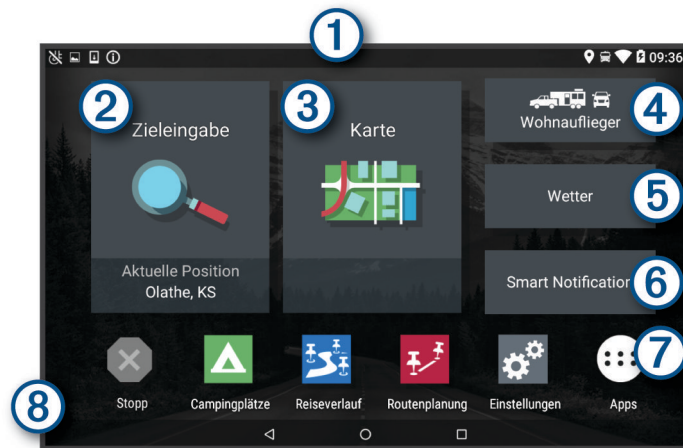 1
09:36
2
Zieleingabe
3
Karte
Wohnauflieger
4
Wetter
5
Smart Notification
6
Aktuelle Position
Olathe, KS
7
Stopp
Campingplätze
Reiseverlauf
Routenplanung
Einstellungen
Apps
8